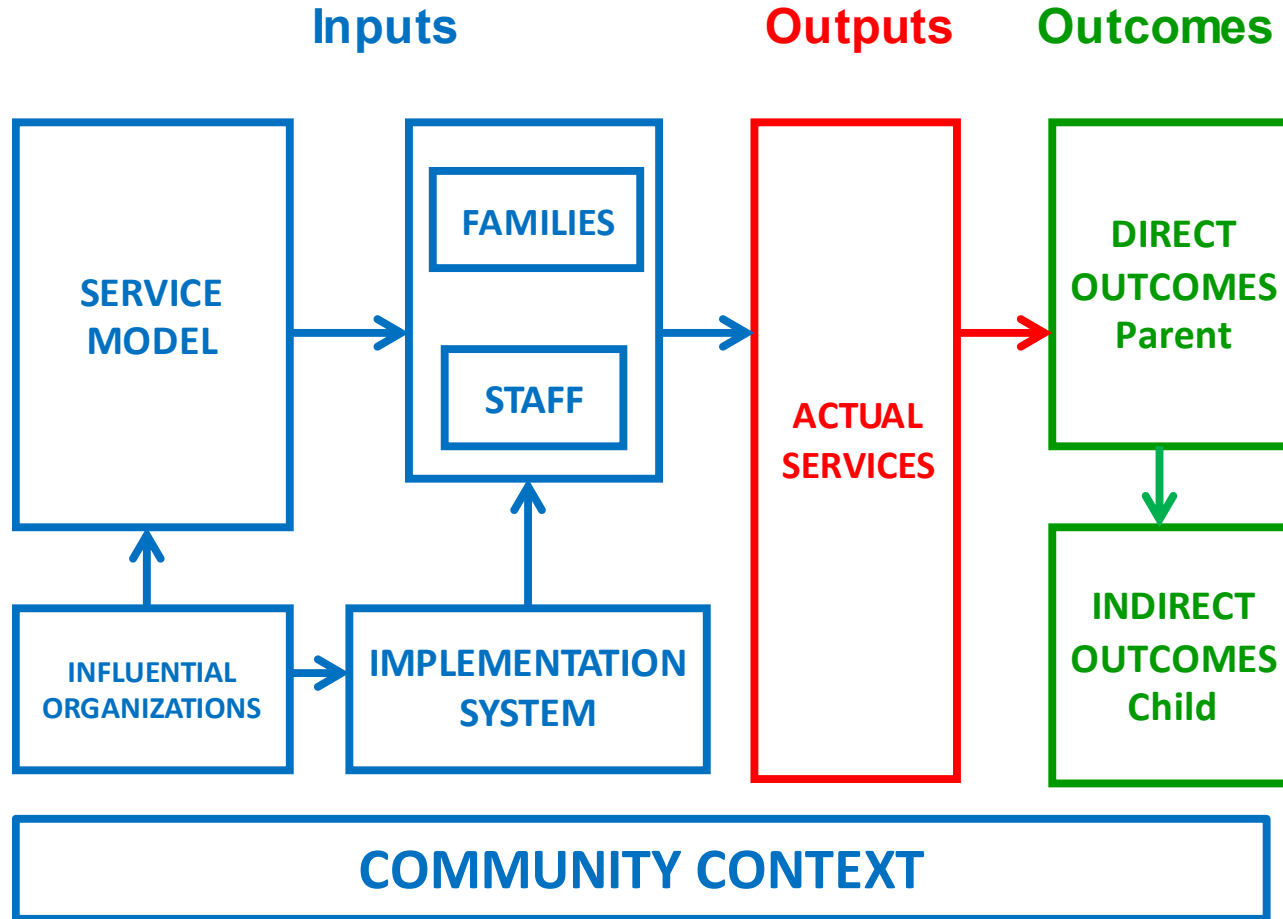 Inputs
Outputs
Outcomes
SERVICE
MODEL
FAMILIES
STAFF
ACTUAL
SERVICES
DIRECT
OUTCOMES
Parent
INFLUENTIAL
ORGANIZATIONS
IMPLEMENTATION
SYSTEM
INDIRECT
OUTCOMES
Child
COMMUNITY CONTEXT